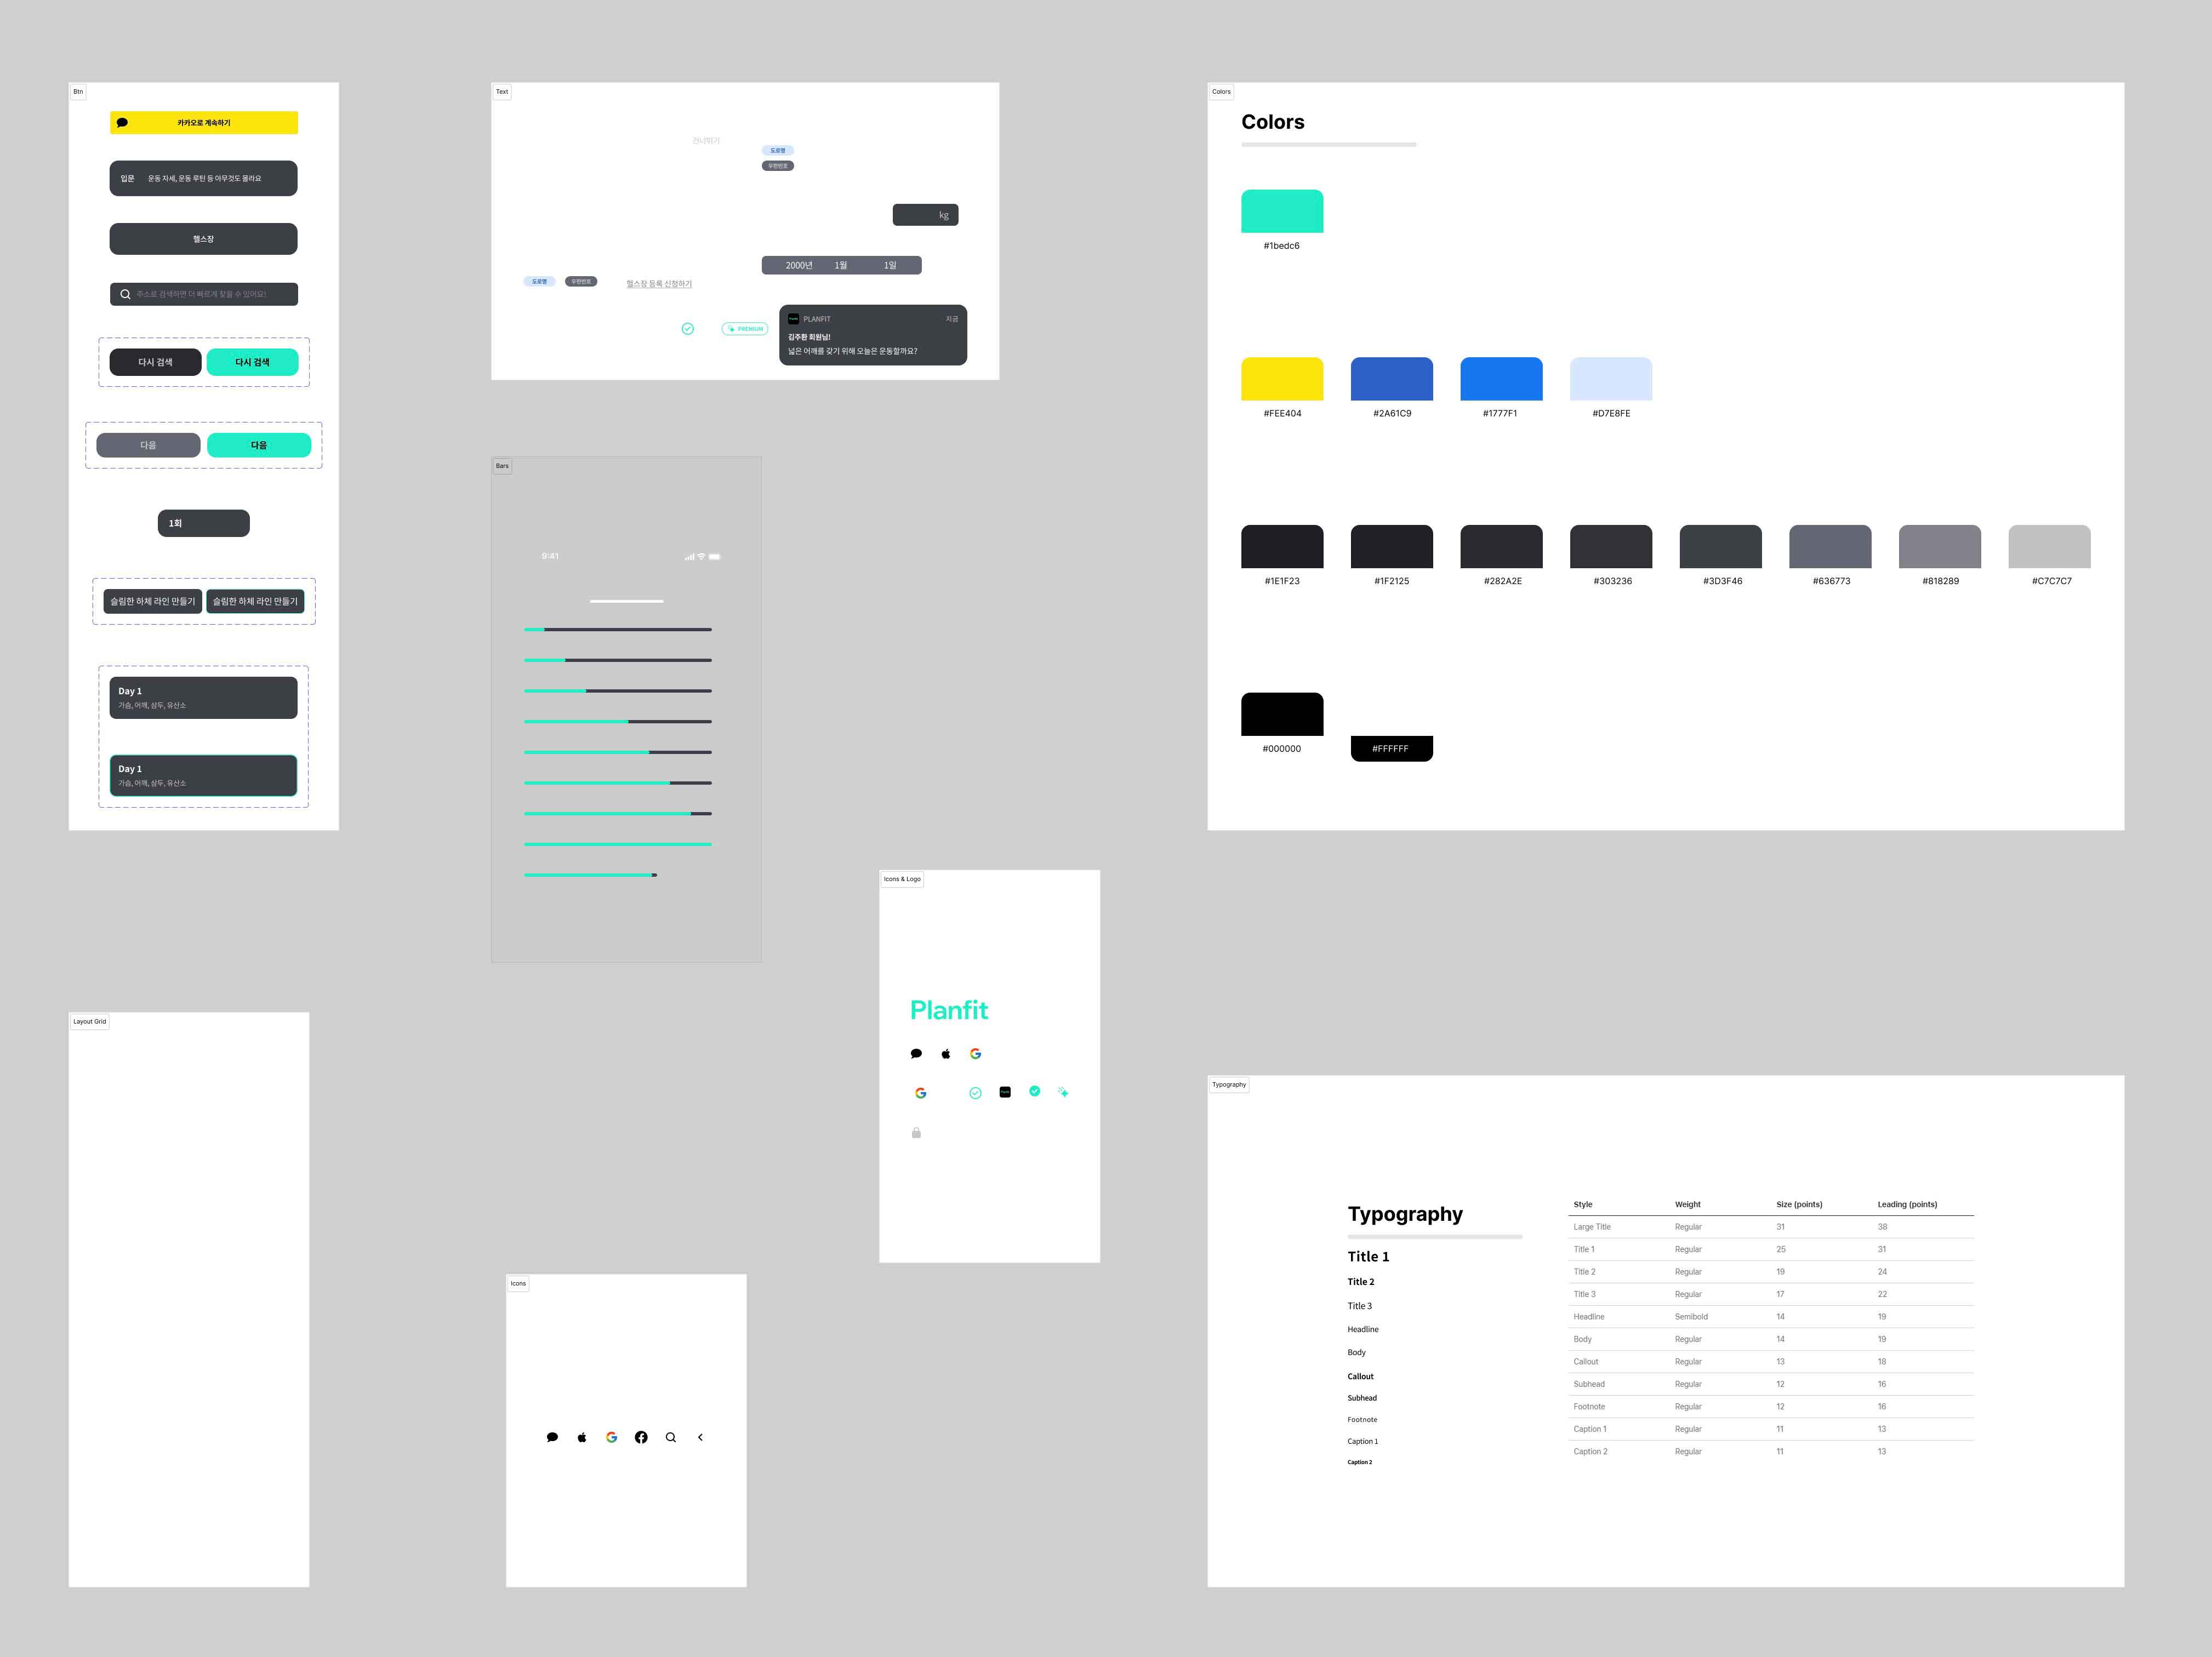 Btn
카카오로 계속하기
입문 운동 자세, 운동 루틴 등 아무것도 몰라요
헬스장
주소로 검색하면 더 빠르게 찾을 수 있어요!
다시 검색 다시 검색
다음 다음
1회
슬림한 하체 라인 만들기 슬림한 하체 라인 만들기
Day 1
가슴, 어깨, 삼두, 유산소
Day 1
가슴, 어깨, 삼두, 유산소
Text
건너뛰기
도로명
우편번호
kg
2000년 1월 1일
도로명 우편번호 헬스장 등록 신청하기
PREMIUM
PLANFIT 지금
김주환 회원님!
넓은 어깨를 갖기 위해 오늘은 운동할까요?
Bars
9:41
Colors
Colors
#1bedc6
#FEE404 #2A61C9 #1777F1 #D7E8FE
#1E1F23 #1F2125 #282A2E #303236 #3D3F46 #636773 #818289 #C7C7C7
#000000 #FFFFFF
Icons & Logo
Planfit
Layout Grid
Icons
Typography
Typography
Title 1
Title 2
Title 3
Headline
Body
Callout
Subhead
Footnote
Caption 1
Caption 2
Style Weight Size (points) Leading (points)
Large Title Regular 31 38
Title 1 Regular 25 31
Title 2 Regular 19 24
Title 3 Regular 17 22
Headline Semibold 14 19
Body Regular 14 19
Callout Regular 13 18
Subhead Regular 12 16
Footnote Regular 12 16
Caption 1 Regular 11 13
Caption 2 Regular 11 13